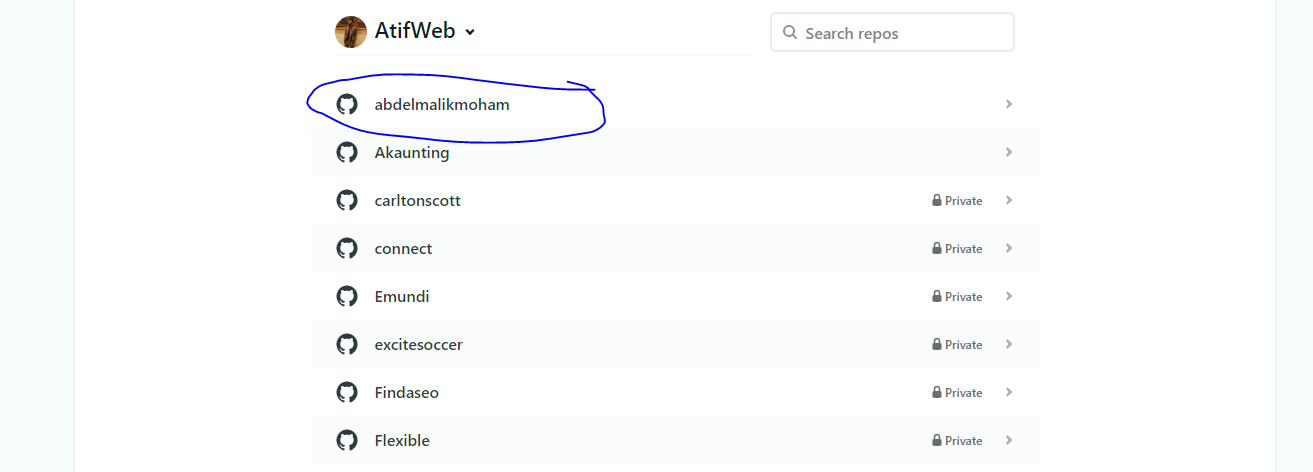 AtifWeb
Search repos
abdelmalikmoham
Akaunting
carltonscott Private
connect Private
Emundi Private
excitesoccer Private
Findaseo Private
Flexible Private